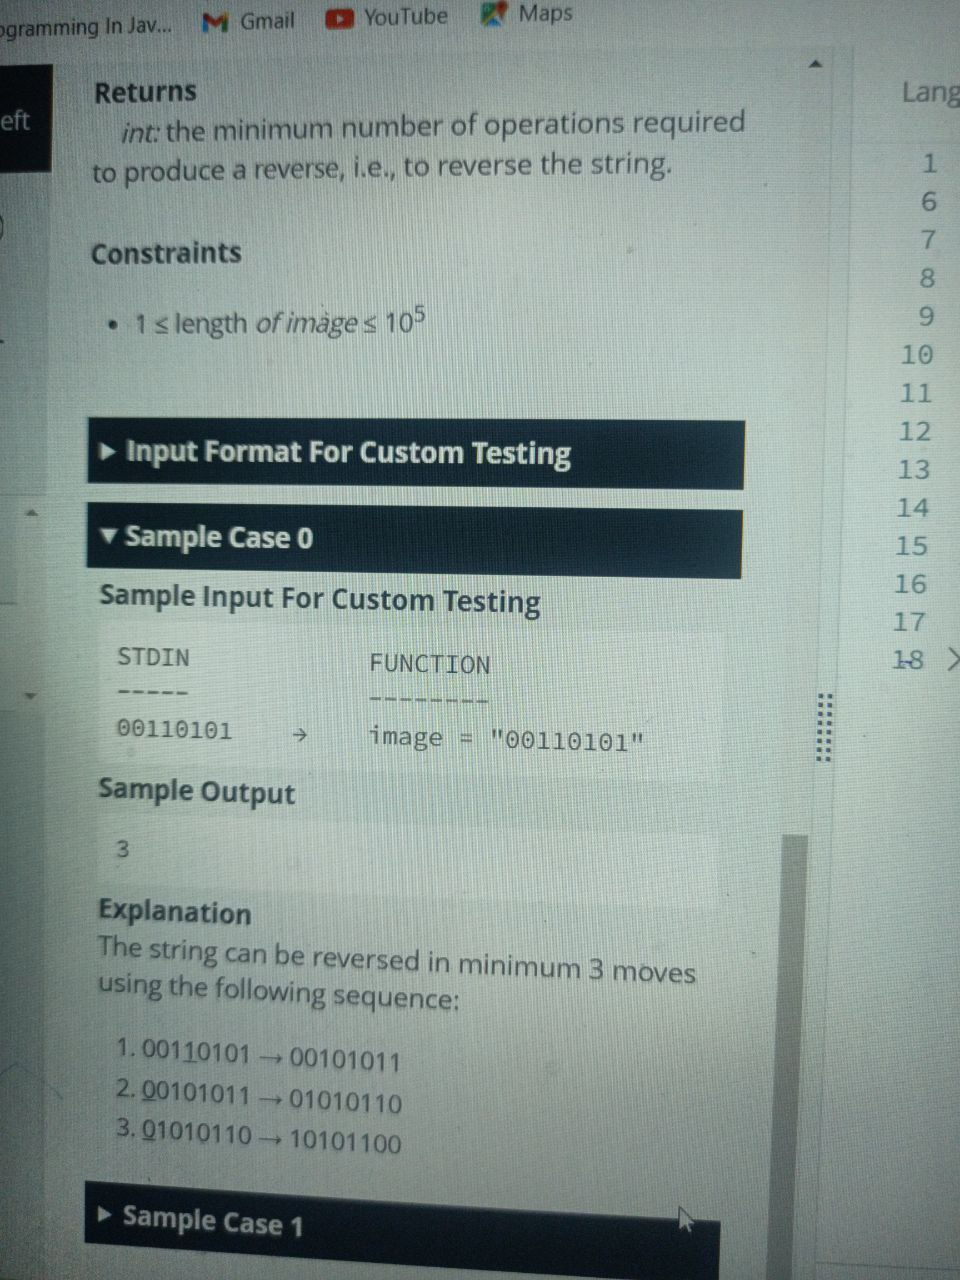 ogramming In Jav... Gmail YouTube Maps
eft
Returns
int: the minimum number of operations required
to produce a reverse, i.e., to reverse the string.
Constraints
• 1 ≤ length of image ≤ 10⁵
▶ Input Format For Custom Testing
▼ Sample Case 0
Sample Input For Custom Testing
STDIN FUNCTION
----- --------
00110101 → image = "00110101"
Sample Output
3
Explanation
The string can be reversed in minimum 3 moves
using the following sequence:
1. 00110101 → 00101011
2. 00101011 → 01010110
3. 01010110 → 10101100
▶ Sample Case 1
Lang
1
6
7
8
9
10
11
12
13
14
15
16
17
18